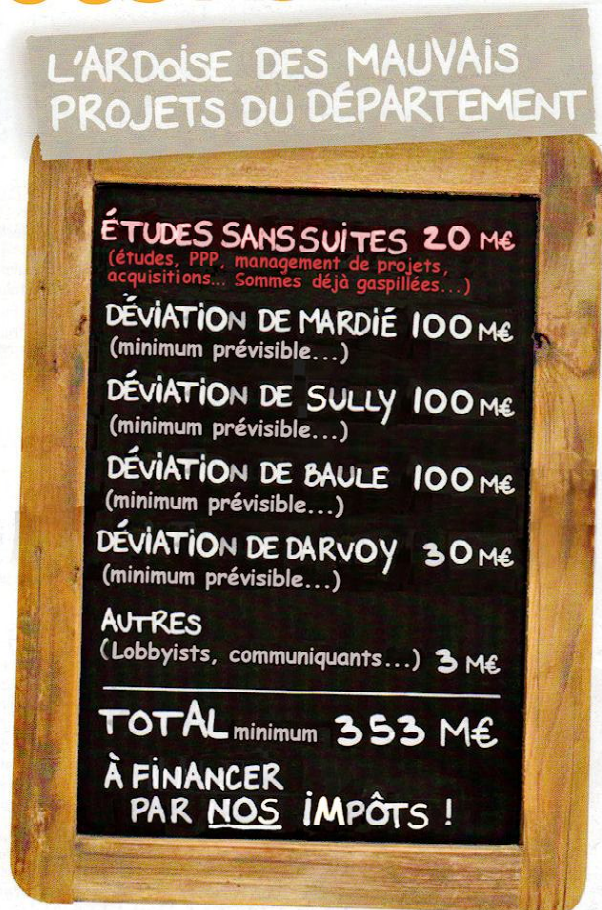 L'ARDOISE DES MAUVAIS
PROJETS DU DÉPARTEMENT
ÉTUDES SANS SUITES 20 M€
(études, PPP, management de projets,
acquisitions... Sommes déjà gaspillées...)
DÉVIATION DE MARDIÉ 100 M€
(minimum prévisible...)
DÉVIATION DE SULLY 100 M€
(minimum prévisible...)
DÉVIATION DE BAULE 100 M€
(minimum prévisible...)
DÉVIATION DE DARVOY 30 M€
(minimum prévisible...)
AUTRES
(Lobbyists, communiquants...) 3 M€
TOTAL minimum 353 M€
À FINANCER
PAR NOS IMPÔTS !